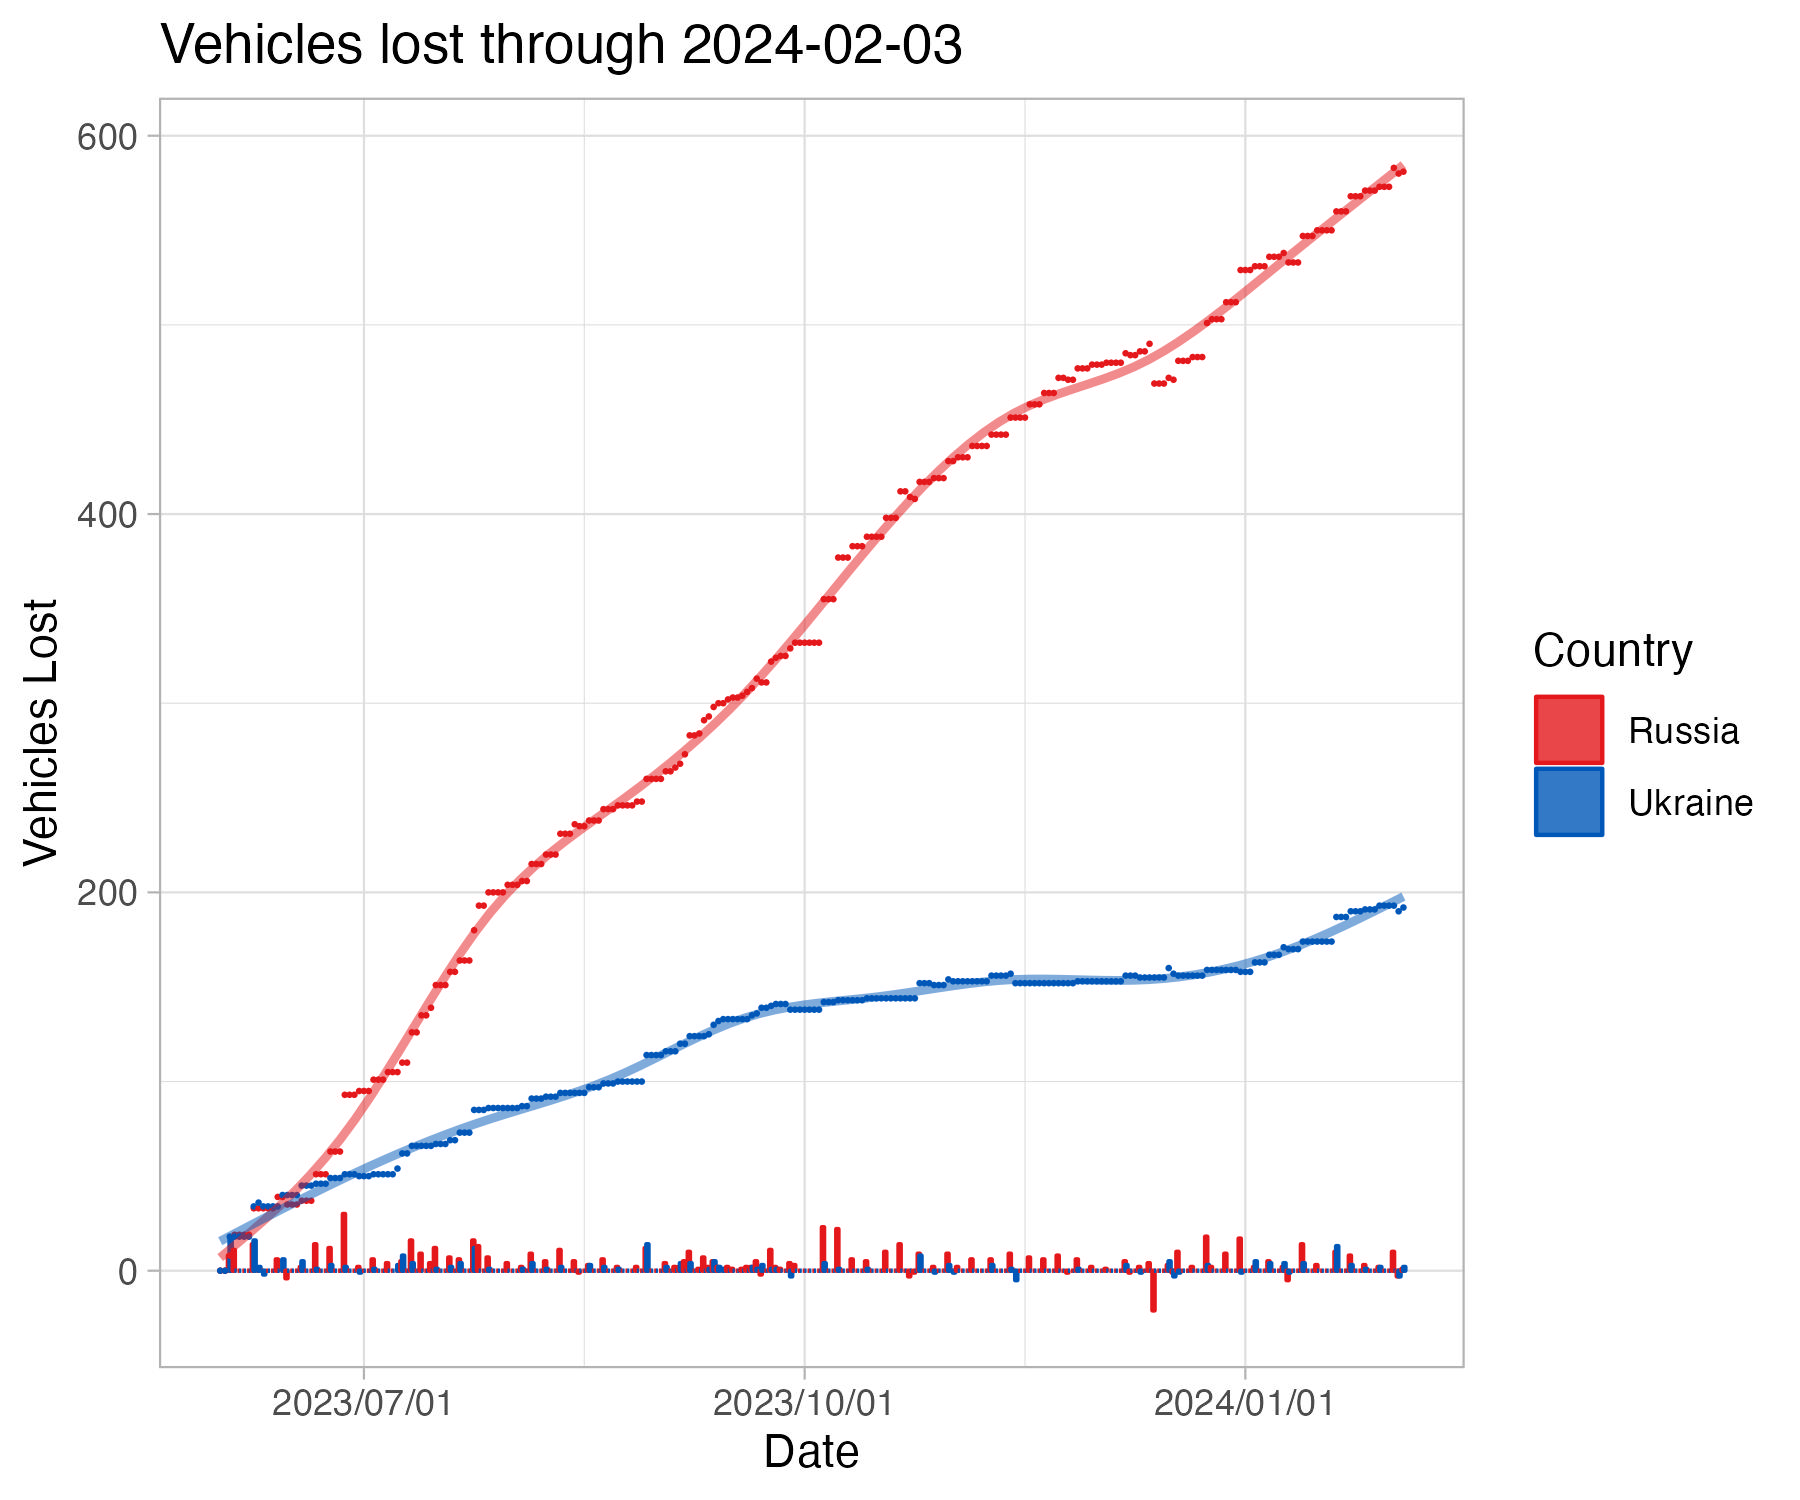 Vehicles lost through 2024-02-03
600
400
200
0
Vehicles Lost
2023/07/01
2023/10/01
2024/01/01
Date
Country
Russia
Ukraine